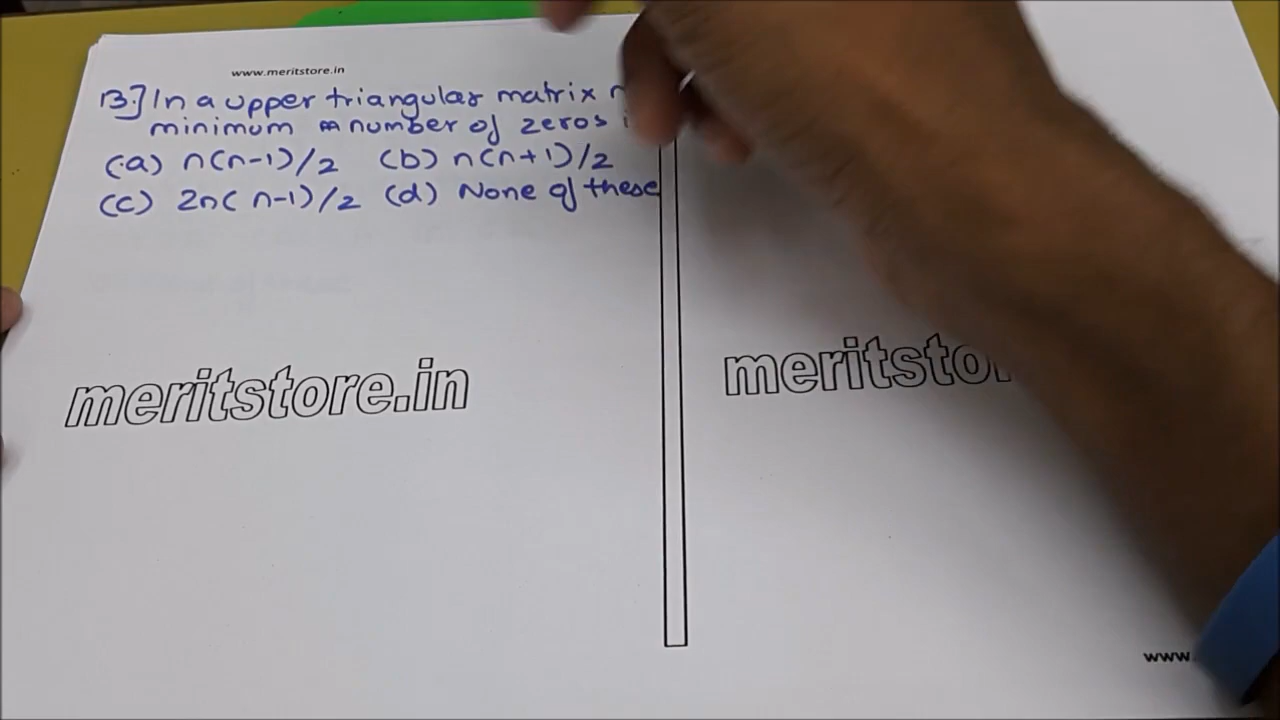 www.meritstore.in
13.] In a upper triangular matrix
minimum number of zeros
(a) n(n-1)/2 (b) n(n+1)/2
(c) 2n(n-1)/2 (d) None of these
meritstore.in
www.